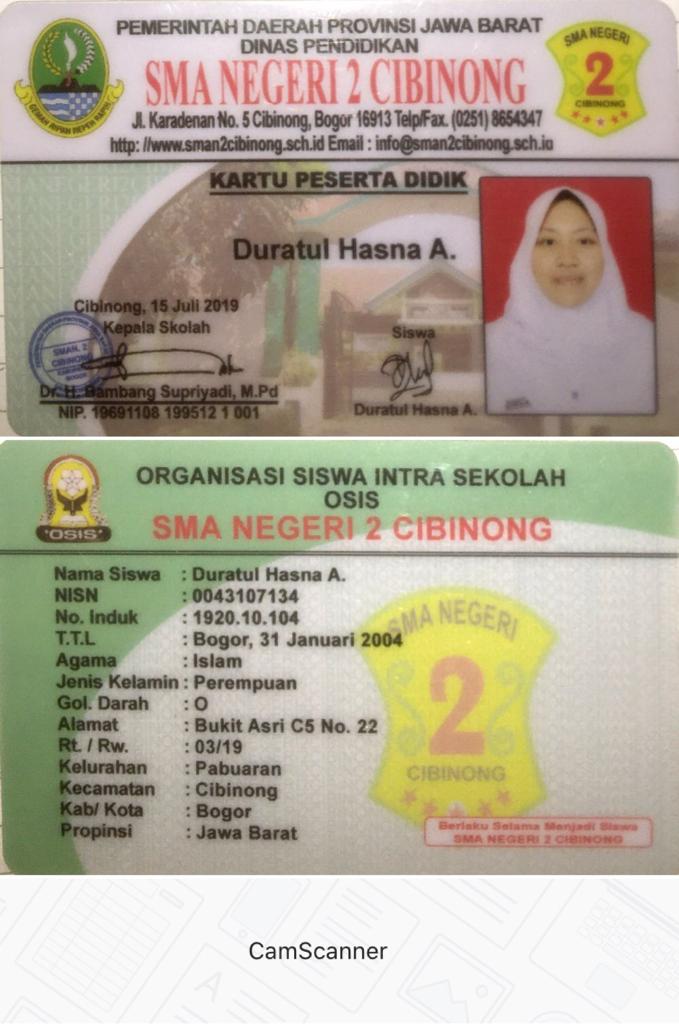 PEMERINTAH DAERAH PROVINSI JAWA BARAT
DINAS PENDIDIKAN
SMA NEGERI 2 CIBINONG
Jl. Karadenan No. 5 Cibinong, Bogor 16913 Telp/Fax. (0251) 8654347
http: //www.sman2cibinong.sch.id Email : info@sman2cibinong.sch.id
GEMAH RIPAH REPEH RAPIH
SMA NEGERI
2
CIBINONG
KARTU PESERTA DIDIK
Duratul Hasna A.
Cibinong, 15 Juli 2019
Kepala Skolah
SMAN. 2
CIBINONG
BOGOR
Dr. H. Bambang Supriyadi, M.Pd
NIP. 19691108 199512 1 001
Siswa
Duratul Hasna A.
ORGANISASI SISWA INTRA SEKOLAH
OSIS
SMA NEGERI 2 CIBINONG
"OSIS"
Nama Siswa : Duratul Hasna A.
NISN : 0043107134
No. Induk : 1920.10.104
T.T.L : Bogor, 31 Januari 2004
Agama : Islam
Jenis Kelamin : Perempuan
Gol. Darah : O
Alamat : Bukit Asri C5 No. 22
Rt. / Rw. : 03/19
Kelurahan : Pabuaran
Kecamatan : Cibinong
Kab/ Kota : Bogor
Propinsi : Jawa Barat
SMA NEGERI
2
CIBINONG
Berlaku Selama Menjadi Siswa
SMA NEGERI 2 CIBINONG
CamScanner